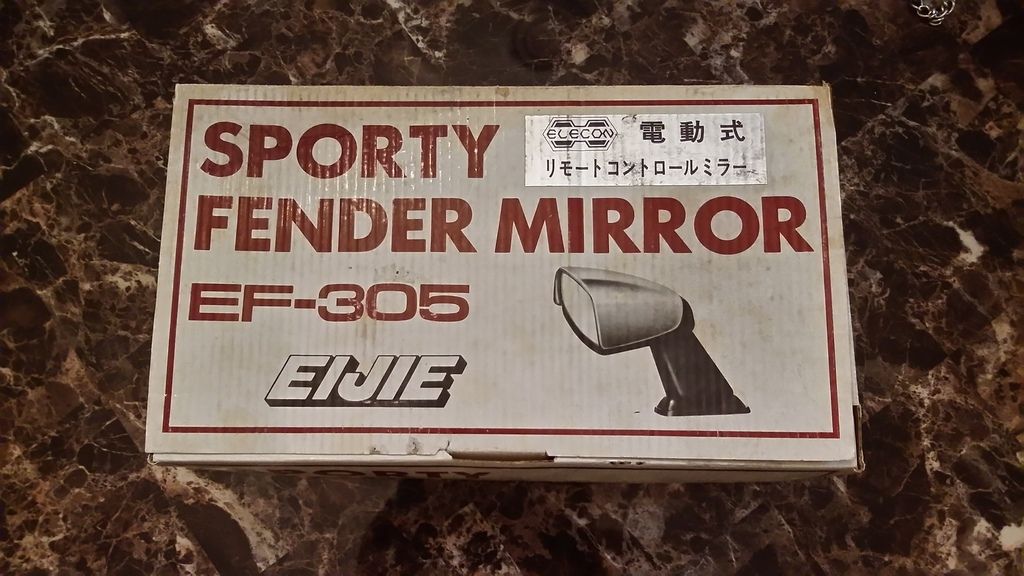 SPORTY
ELECON 電動式
リモートコントロールミラー
FENDER MIRROR
EF-305
EIJIE
SPORTY